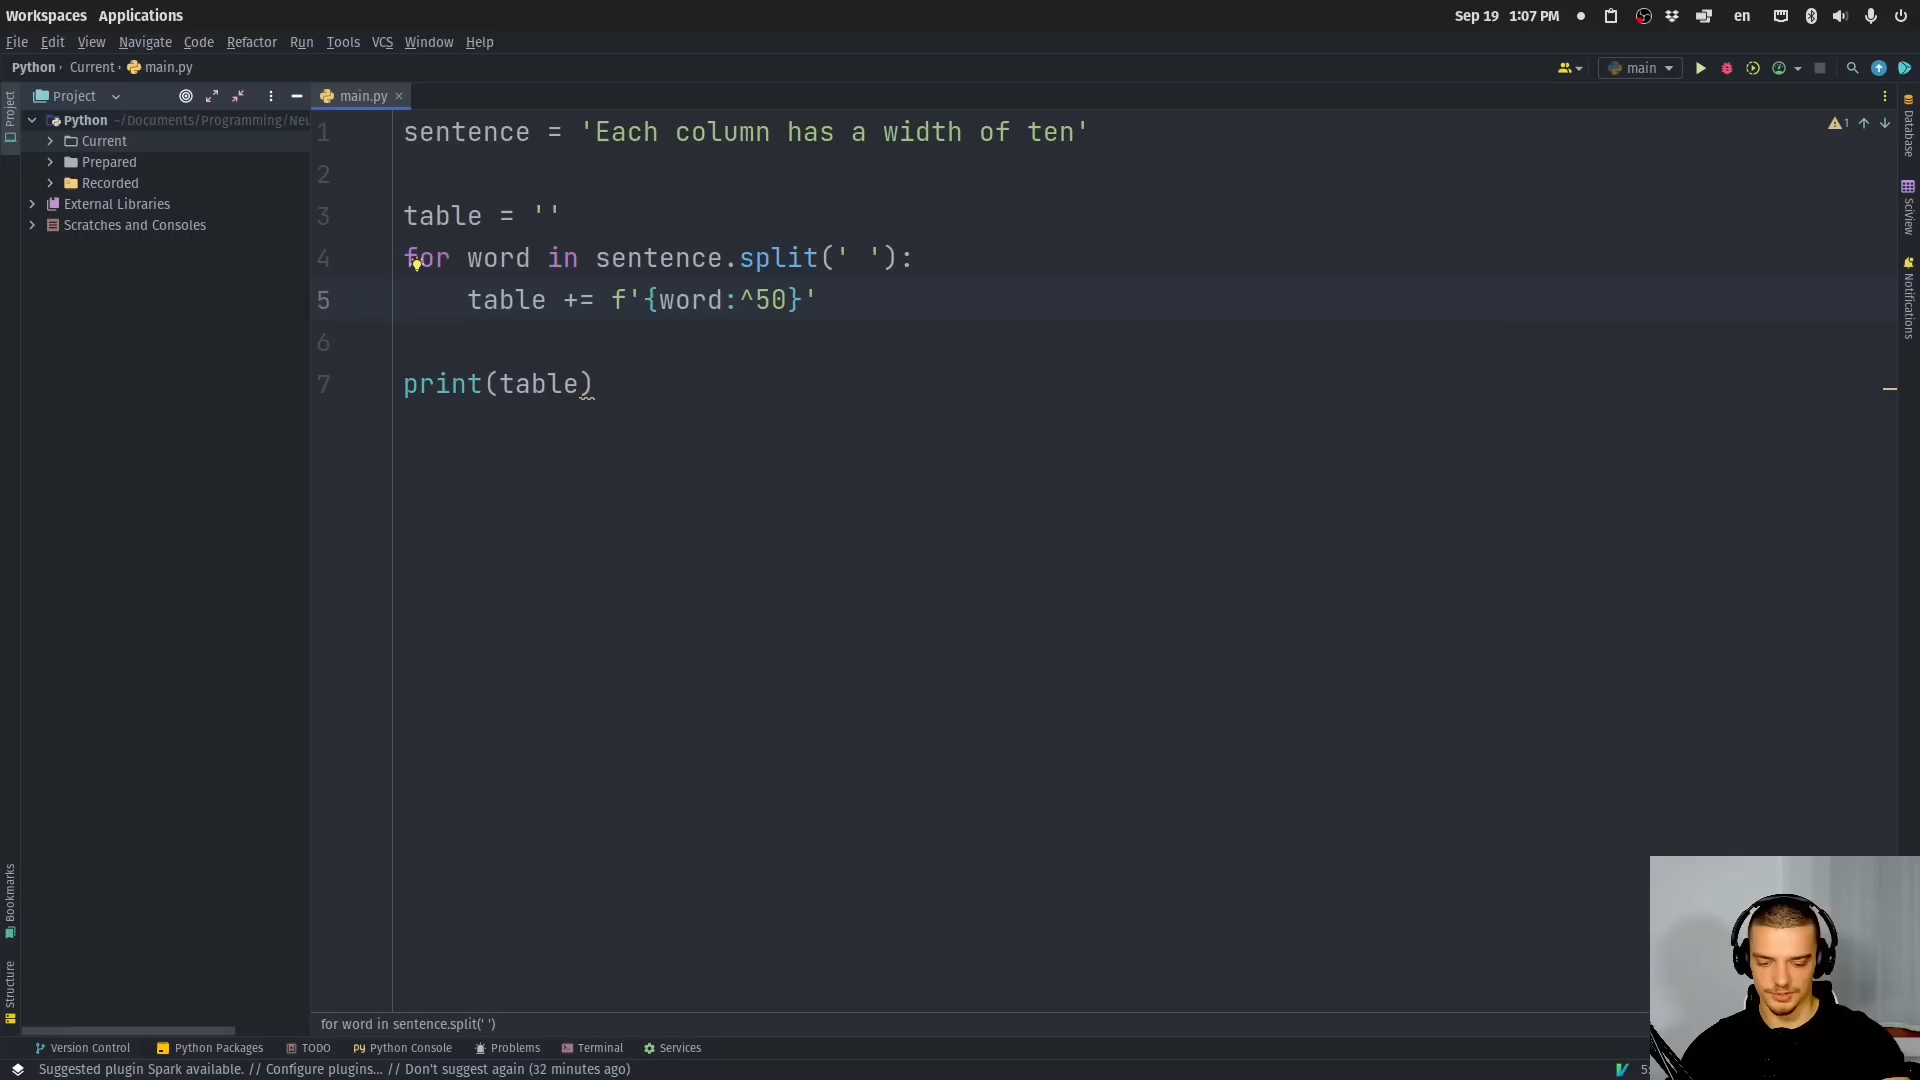 Workspaces Applications
Sep 19 1:07 PM en
File Edit View Navigate Code Refactor Run Tools VCS Window Help
Python Current main.py
main
Project
main.py
Project
Python ~/Documents/Programming/Neu
Current
Prepared
Recorded
External Libraries
Scratches and Consoles
1 sentence = 'Each column has a width of ten'
2
3 table = ''
4 for word in sentence.split(' '):
5 table += f'{word:^50}'
6
7 print(table)
1
Database
SciView
Notifications
Bookmarks
Structure
for word in sentence.split(' ')
Version Control Python Packages TODO Python Console Problems Terminal Services
Suggested plugin Spark available. // Configure plugins... // Don't suggest again (32 minutes ago)